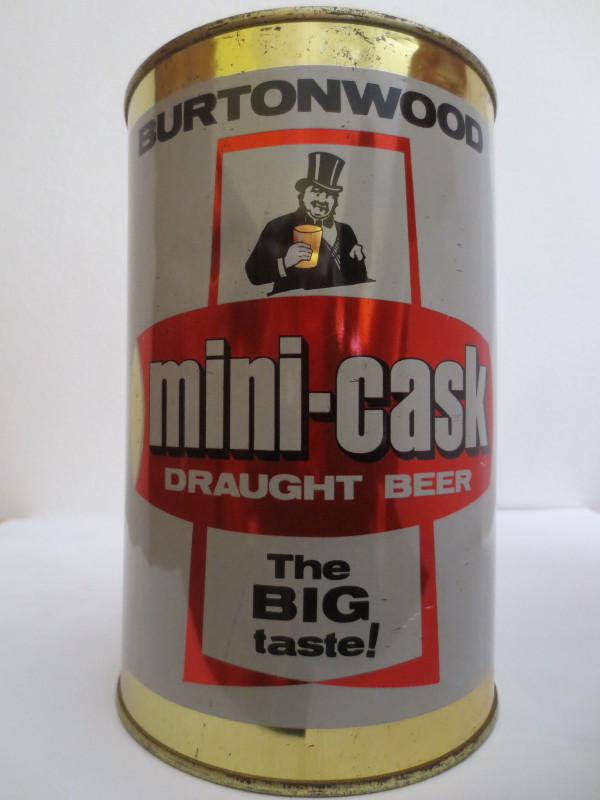 BURTONWOOD
mini-cask
DRAUGHT BEER
The
BIG
taste!